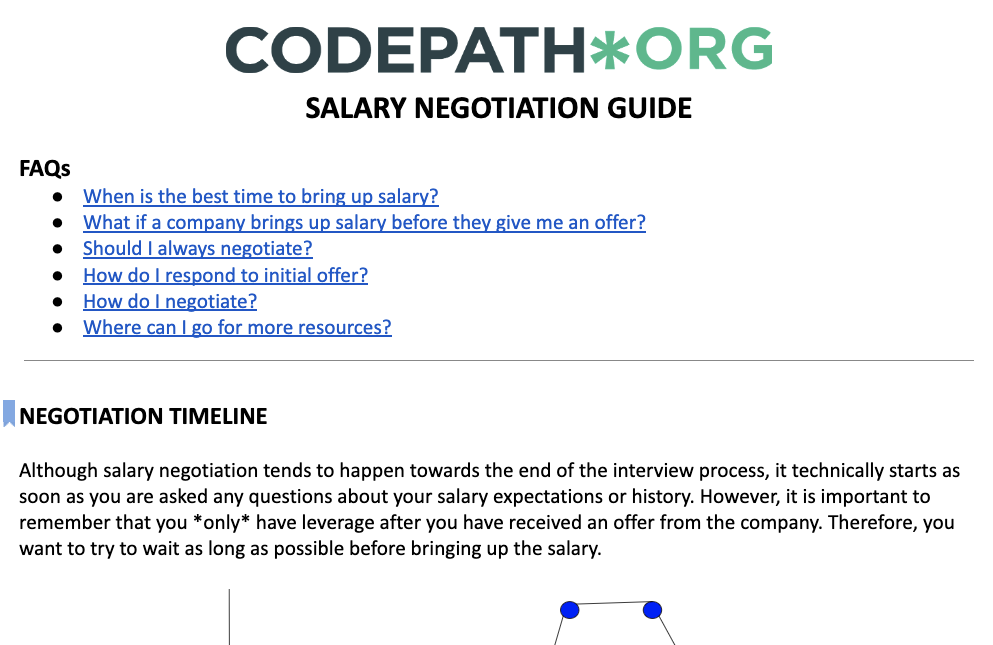 CODEPATH*ORG
SALARY NEGOTIATION GUIDE
FAQs
● When is the best time to bring up salary?
● What if a company brings up salary before they give me an offer?
● Should I always negotiate?
● How do I respond to initial offer?
● How do I negotiate?
● Where can I go for more resources?
NEGOTIATION TIMELINE
Although salary negotiation tends to happen towards the end of the interview process, it technically starts as
soon as you are asked any questions about your salary expectations or history. However, it is important to
remember that you *only* have leverage after you have received an offer from the company. Therefore, you
want to try to wait as long as possible before bringing up the salary.